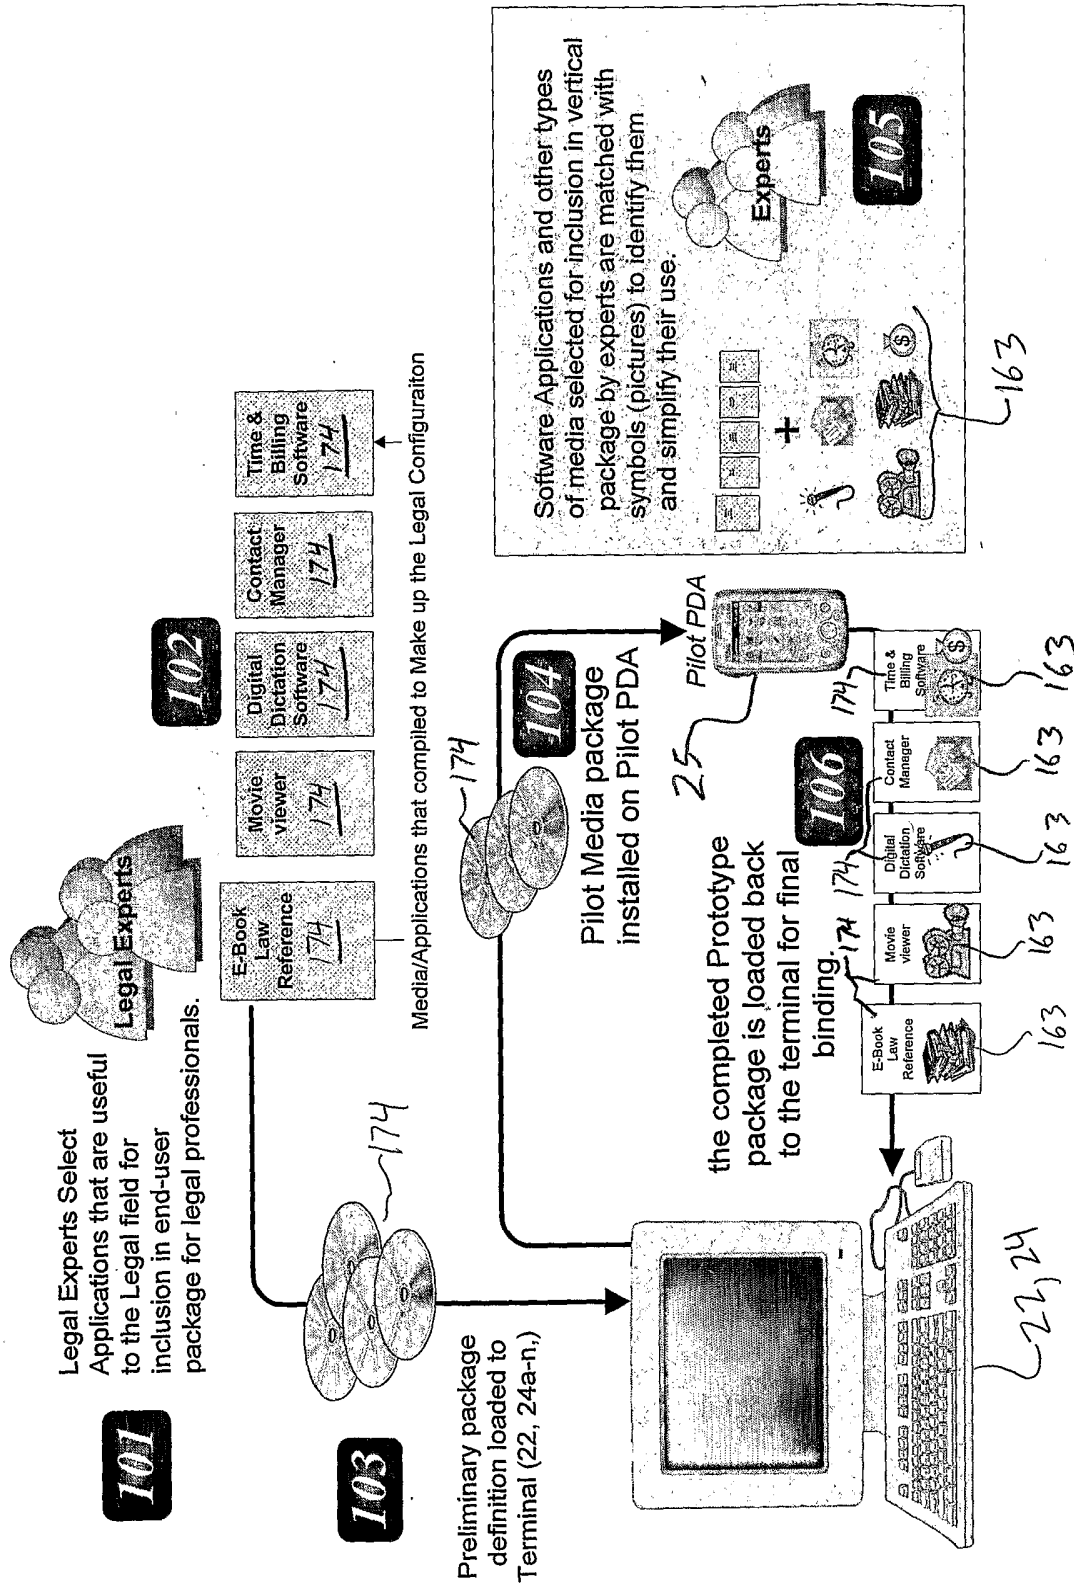 101
Legal Experts Select
Applications that are useful
to the Legal field for
inclusion in end-user
package for legal professionals.
Legal Experts
102
E-Book
Law
Reference
174
Movie
viewer
174
Digital
Dictation
Software
174
Contact
Manager
174
Time &
Billing
Software
174
Media/Applications that compiled to Make up the Legal Configuraiton
103
Preliminary package
definition loaded to
Terminal (22, 24a-n,)
174
174
104
Pilot Media package
installed on Pilot PDA
Pilot PDA
25
Software Applications and other types
of media selected for inclusion in vertical
package by experts are matched with
symbols (pictures) to identify them
and simplify their use.
Experts
105
+
$
163
the completed Prototype
package is loaded back
to the terminal for final
binding.
106
174
174
174
E-Book
Law
Reference
Movie
viewer
Digital
Dictation
Software
Contact
Manager
Time &
Billing
Software
$
163
163
163
163
163
22, 24